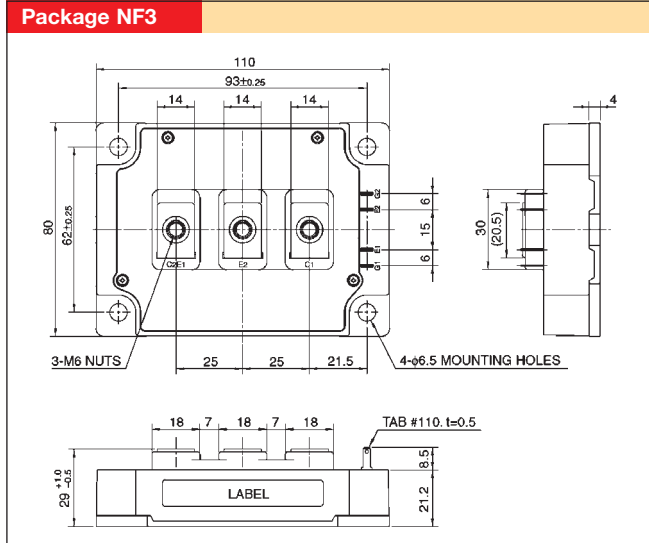 Package NF3
110
93±0.25
14 14 14
4
80
62±0.25
G2
E2
E1
G1
6
15
6
30
(20.5)
C2E1 E2 C1
3-M6 NUTS
25 25 21.5
4-φ6.5 MOUNTING HOLES
18 7 18 7 18
TAB #110. t=0.5
29 +1.0 -0.5
LABEL
8.5
21.2